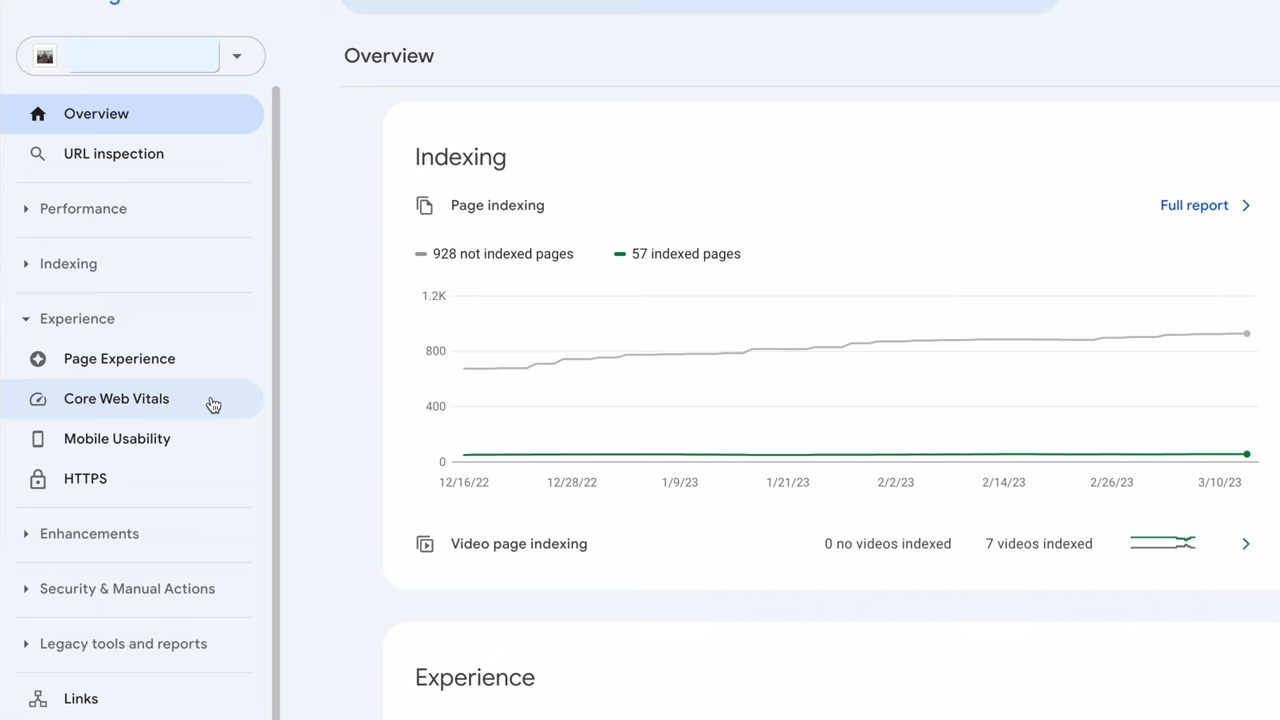 Overview
URL inspection
Performance
Indexing
Experience
Page Experience
Core Web Vitals
Mobile Usability
HTTPS
Enhancements
Security & Manual Actions
Legacy tools and reports
Links
Overview
Indexing
Page indexing
Full report
928 not indexed pages
57 indexed pages
1.2K
800
400
0
12/16/22 12/28/22 1/9/23 1/21/23 2/2/23 2/14/23 2/26/23 3/10/23
Video page indexing
0 no videos indexed
7 videos indexed
Experience